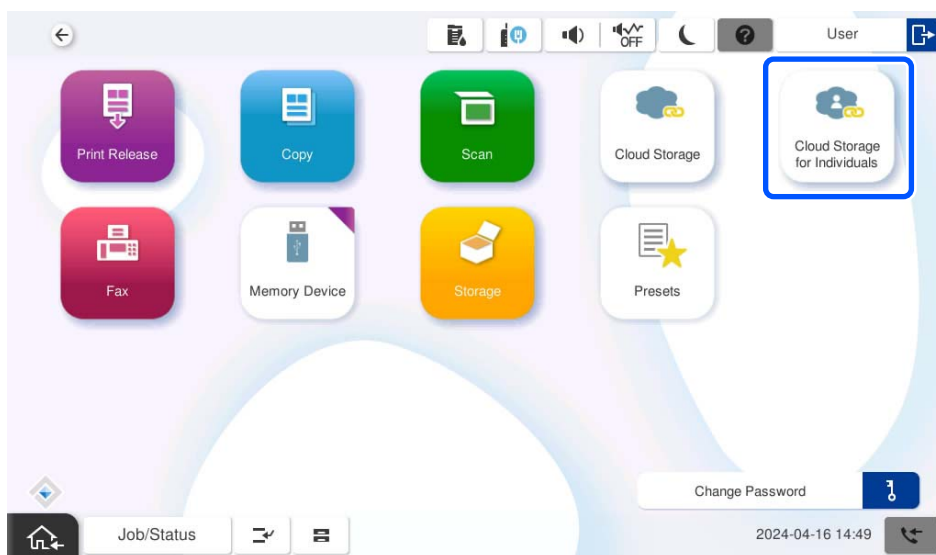 OFF
User
Print Release
Copy
Scan
Cloud Storage
Cloud Storage
for Individuals
Fax
Memory Device
Storage
Presets
Change Password
Job/Status
2024-04-16 14:49